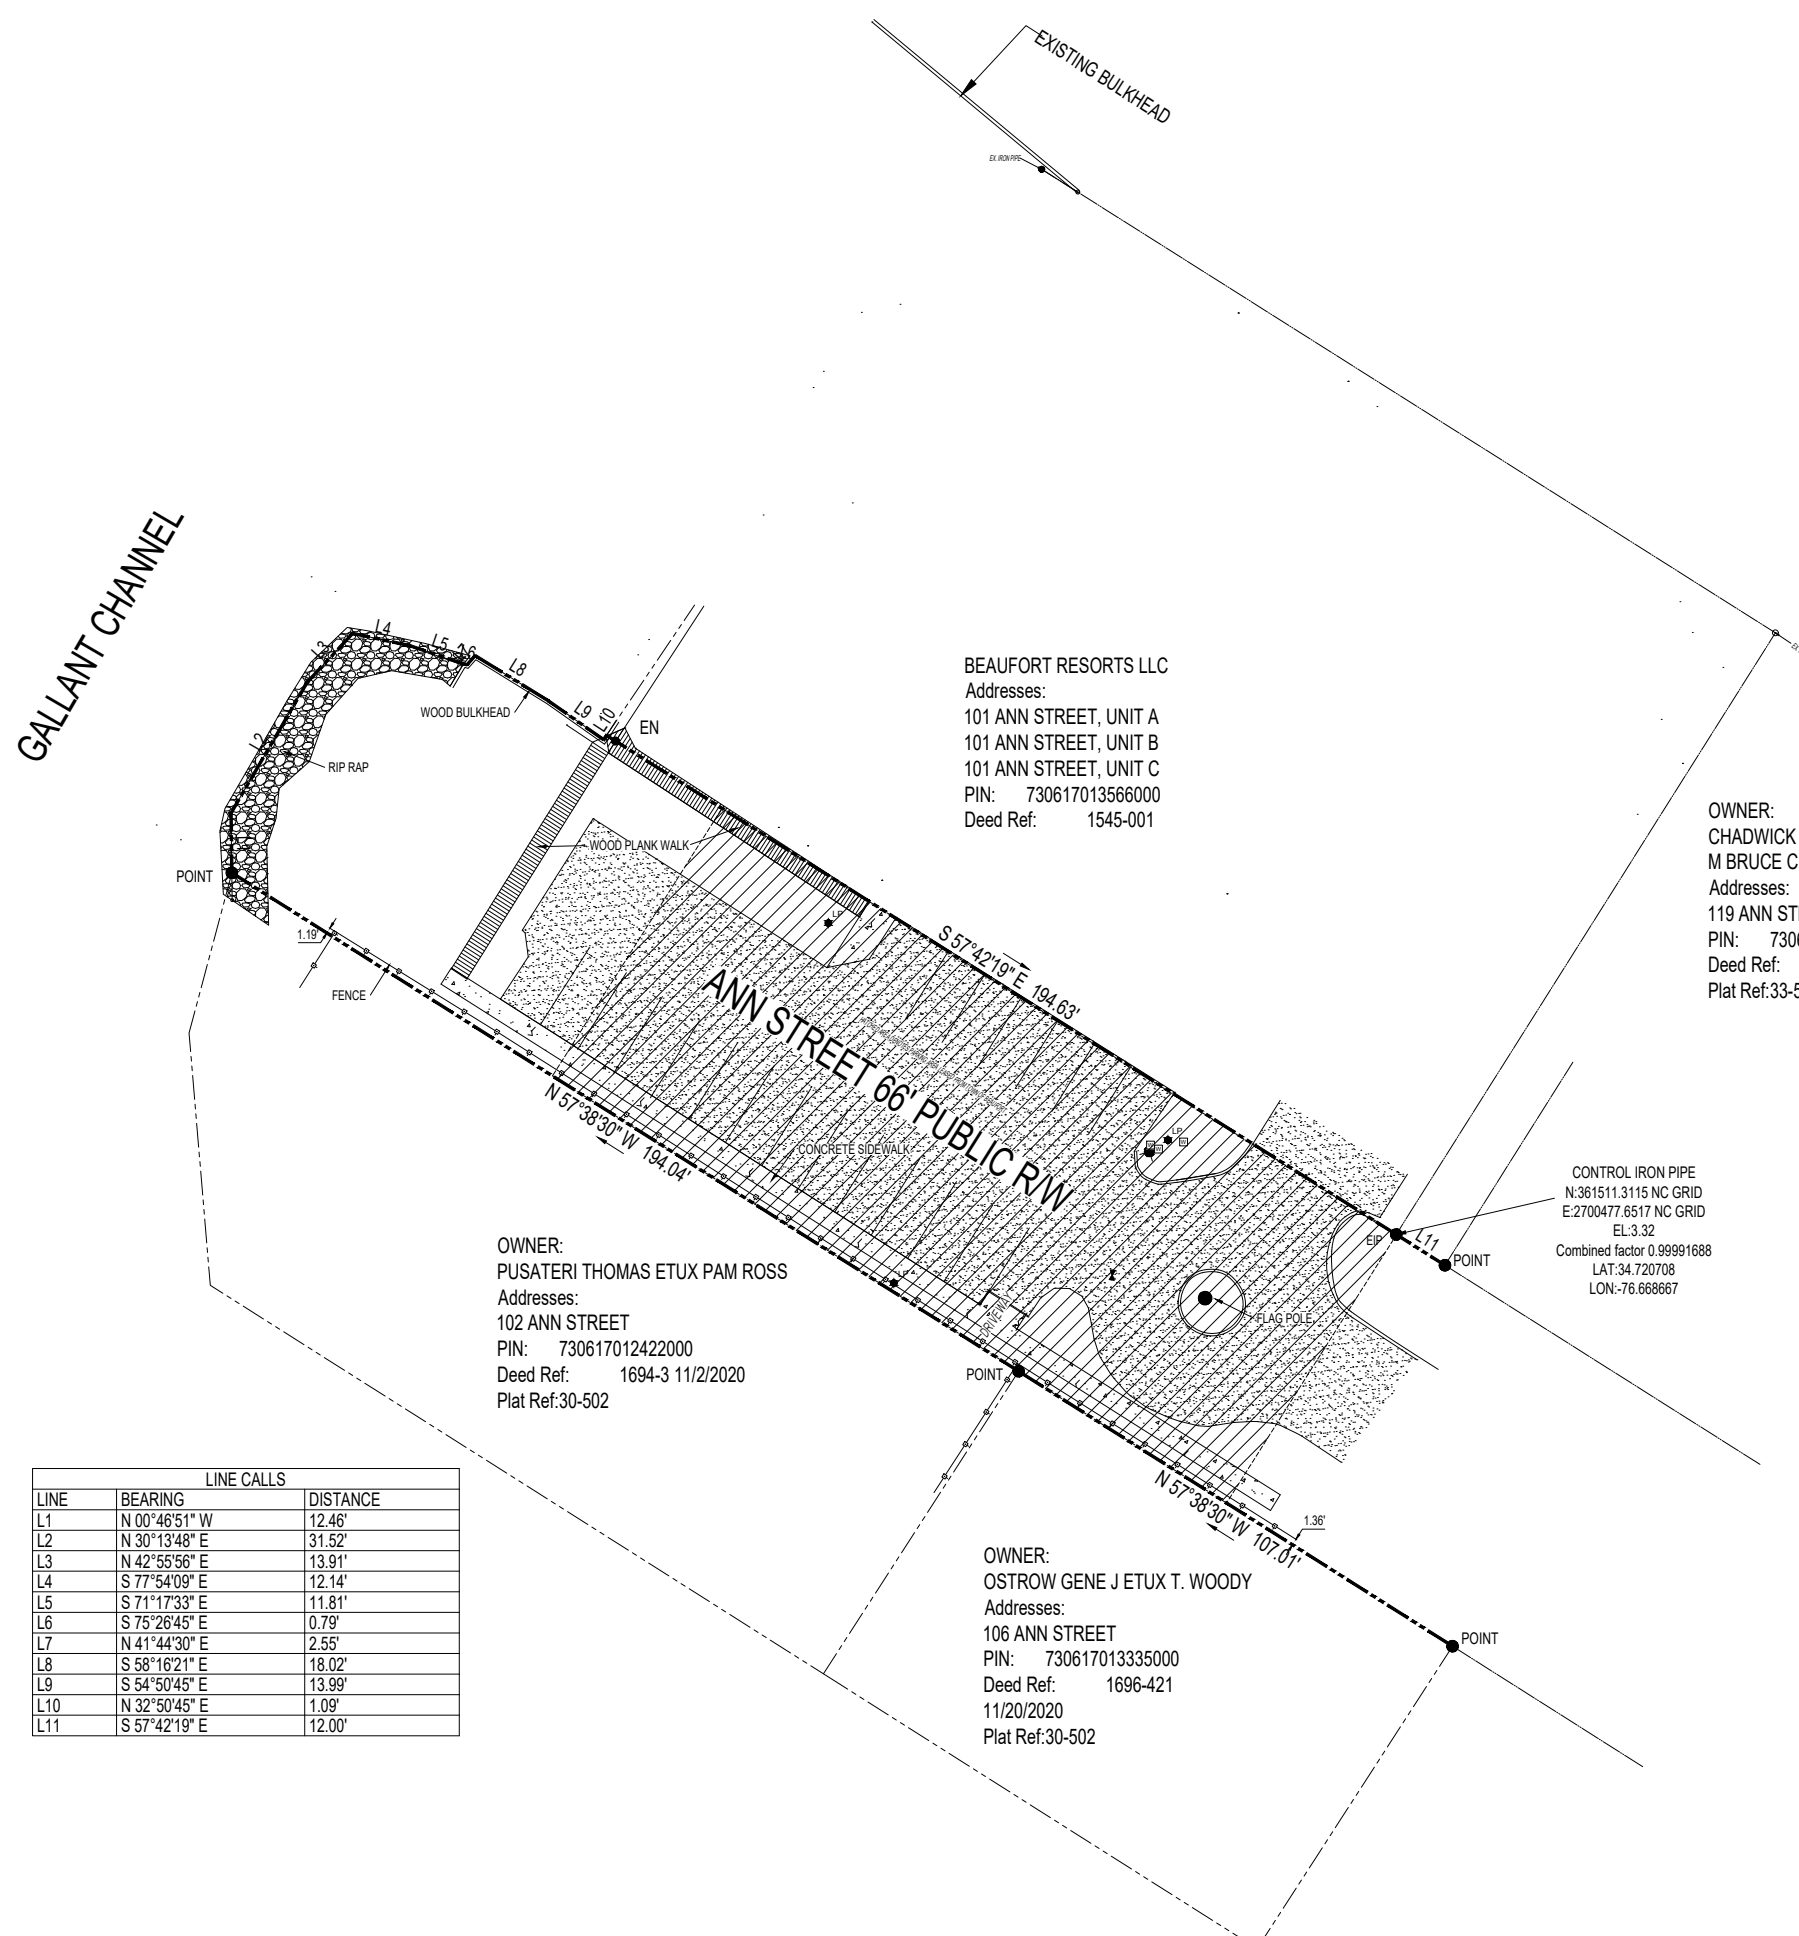 EXISTING BULKHEAD
EX. IRON PIPE
GALLANT CHANNEL
L4
L3
L5
L8
L9
L10
L2
WOOD BULKHEAD
EN
RIP RAP
POINT
1.19'
FENCE
WOOD PLANK WALK
LP
BEAUFORT RESORTS LLC
Addresses:
101 ANN STREET, UNIT A
101 ANN STREET, UNIT B
101 ANN STREET, UNIT C
PIN: 730617013566000
Deed Ref: 1545-001
OWNER:
CHADWICK
M BRUCE C
Addresses:
119 ANN ST
PIN: 730
Deed Ref:
Plat Ref:33-5
S 57°42'19" E 194.63'
ANN STREET 66' PUBLIC R/W
N 57°38'30" W 194.04'
CONCRETE SIDEWALK
LP
W
W
W
CONTROL IRON PIPE
N:361511.3115 NC GRID
E:2700477.6517 NC GRID
EL:3.32
Combined factor 0.99991688
LAT:34.720708
LON:-76.668667
EIP
L11
POINT
OWNER:
PUSATERI THOMAS ETUX PAM ROSS
Addresses:
102 ANN STREET
PIN: 730617012422000
Deed Ref: 1694-3 11/2/2020
Plat Ref:30-502
LP
DRIVEWAY
FLAG POLE
POINT
N 57°38'30" W 107.01'
1.36'
OWNER:
OSTROW GENE J ETUX T. WOODY
Addresses:
106 ANN STREET
PIN: 730617013335000
Deed Ref: 1696-421
11/20/2020
Plat Ref:30-502
POINT
LINE CALLS
LINE BEARING DISTANCE
L1 N 00°46'51" W 12.46'
L2 N 30°13'48" E 31.52'
L3 N 42°55'56" E 13.91'
L4 S 77°54'09" E 12.14'
L5 S 71°17'33" E 11.81'
L6 S 75°26'45" E 0.79'
L7 N 41°44'30" E 2.55'
L8 S 58°16'21" E 18.02'
L9 S 54°50'45" E 13.99'
L10 N 32°50'45" E 1.09'
L11 S 57°42'19" E 12.00'